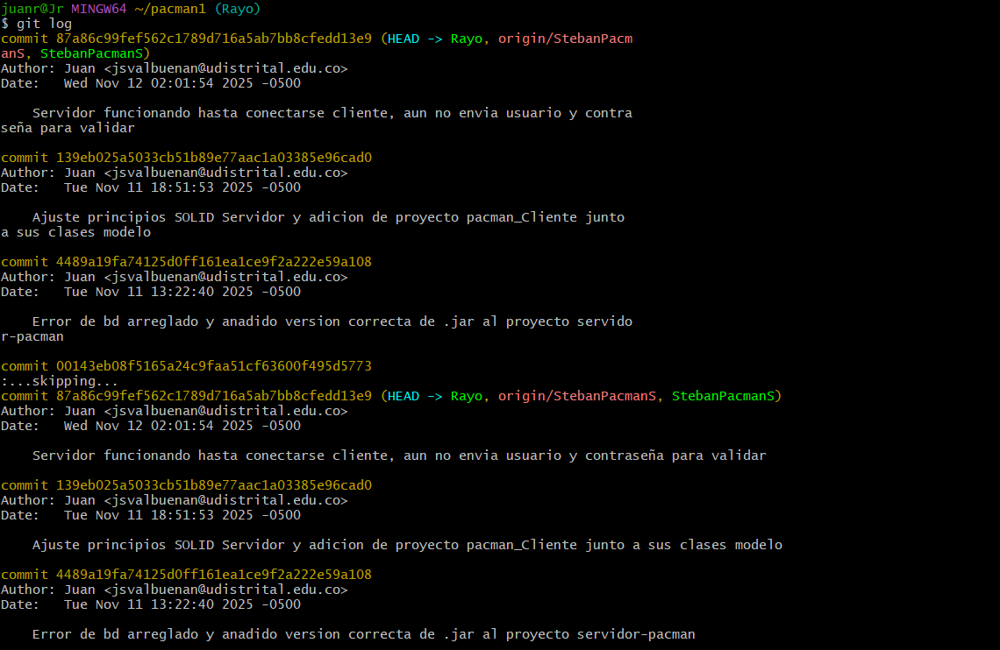 juanr@Jr MINGW64 ~/pacman1 (Rayo)
$ git log
commit 87a86c99fef562c1789d716a5ab7bb8cfedd13e9 (HEAD -> Rayo, origin/StebanPacm
anS, StebanPacmanS)
Author: Juan <jsvalbuenan@udistrital.edu.co>
Date:   Wed Nov 12 02:01:54 2025 -0500
    Servidor funcionando hasta conectarse cliente, aun no envia usuario y contra
seña para validar
commit 139eb025a5033cb51b89e77aac1a03385e96cad0
Author: Juan <jsvalbuenan@udistrital.edu.co>
Date:   Tue Nov 11 18:51:53 2025 -0500
    Ajuste principios SOLID Servidor y adicion de proyecto pacman_Cliente junto
a sus clases modelo
commit 4489a19fa74125d0ff161ea1ce9f2a222e59a108
Author: Juan <jsvalbuenan@udistrital.edu.co>
Date:   Tue Nov 11 13:22:40 2025 -0500
    Error de bd arreglado y anadido version correcta de .jar al proyecto servido
r-pacman
commit 00143eb08f5165a24c9faa51cf63600f495d5773
:...skipping...
commit 87a86c99fef562c1789d716a5ab7bb8cfedd13e9 (HEAD -> Rayo, origin/StebanPacmanS, StebanPacmanS)
Author: Juan <jsvalbuenan@udistrital.edu.co>
Date:   Wed Nov 12 02:01:54 2025 -0500
    Servidor funcionando hasta conectarse cliente, aun no envia usuario y contraseña para validar
commit 139eb025a5033cb51b89e77aac1a03385e96cad0
Author: Juan <jsvalbuenan@udistrital.edu.co>
Date:   Tue Nov 11 18:51:53 2025 -0500
    Ajuste principios SOLID Servidor y adicion de proyecto pacman_Cliente junto a sus clases modelo
commit 4489a19fa74125d0ff161ea1ce9f2a222e59a108
Author: Juan <jsvalbuenan@udistrital.edu.co>
Date:   Tue Nov 11 13:22:40 2025 -0500
    Error de bd arreglado y anadido version correcta de .jar al proyecto servidor-pacman